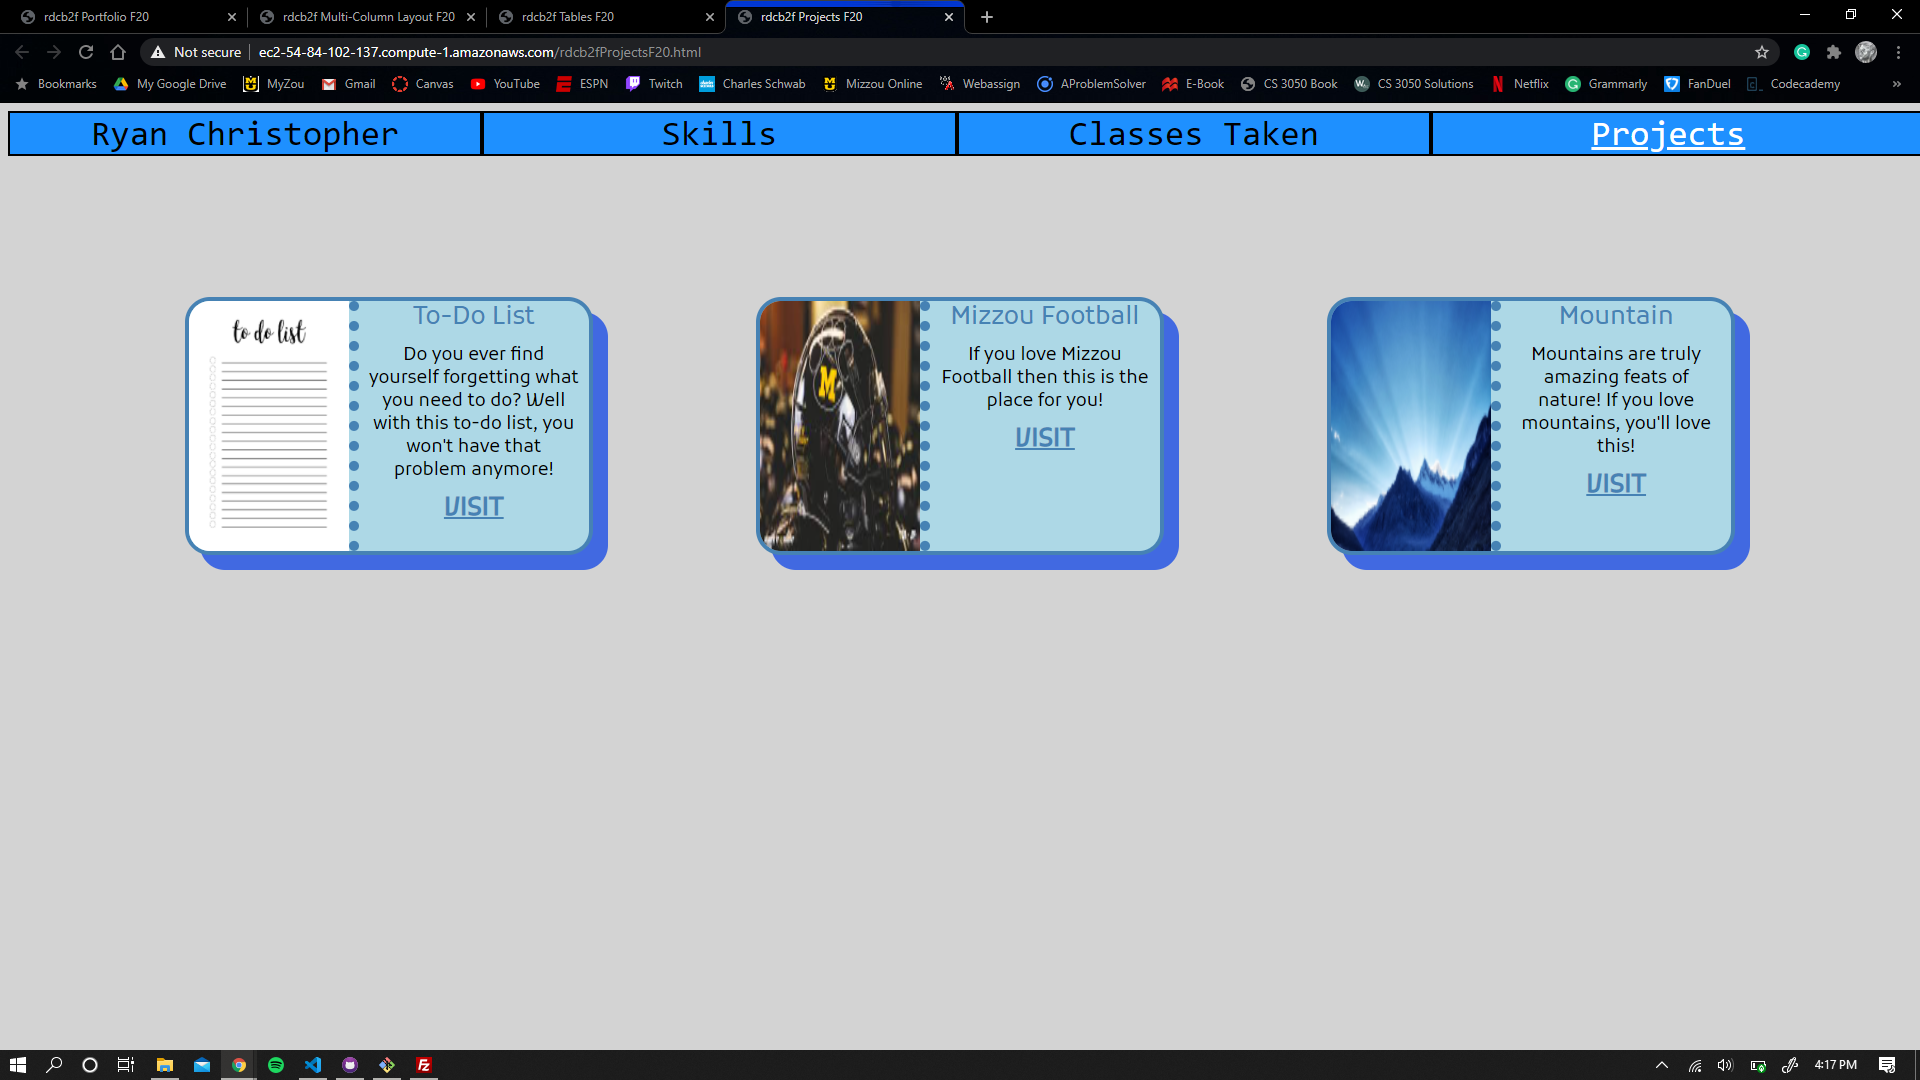 rdcb2f Portfolio F20
rdcb2f Multi-Column Layout F20
rdcb2f Tables F20
rdcb2f Projects F20
Not secure
ec2-54-84-102-137.compute-1.amazonaws.com/rdcb2fProjectsF20.html
Bookmarks
My Google Drive
MyZou
Gmail
Canvas
YouTube
ESPN
Twitch
Charles Schwab
Mizzou Online
Webassign
AProblemSolver
E-Book
CS 3050 Book
CS 3050 Solutions
Netflix
Grammarly
FanDuel
Codecademy
»
Ryan Christopher
Skills
Classes Taken
Projects
to do list
To-Do List
Do you ever find
yourself forgetting what
you need to do? Well
with this to-do list, you
won't have that
problem anymore!
VISIT
M
Mizzou Football
If you love Mizzou
Football then this is the
place for you!
VISIT
Mountain
Mountains are truly
amazing feats of
nature! If you love
mountains, you'll love
this!
VISIT
4:17 PM